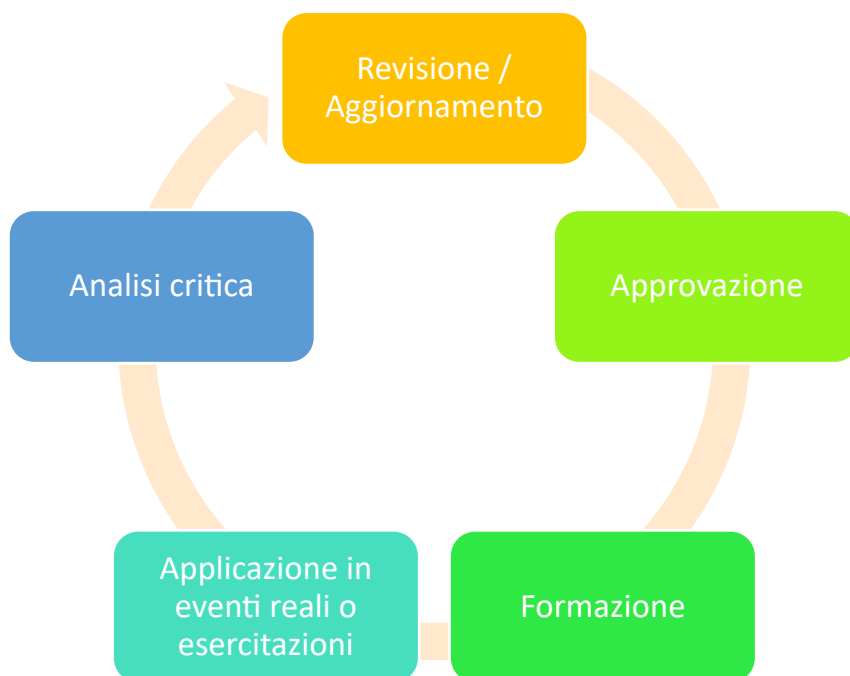 Revisione /
Aggiornamento
Approvazione
Formazione
Applicazione in
eventi reali o
esercitazioni
Analisi critica